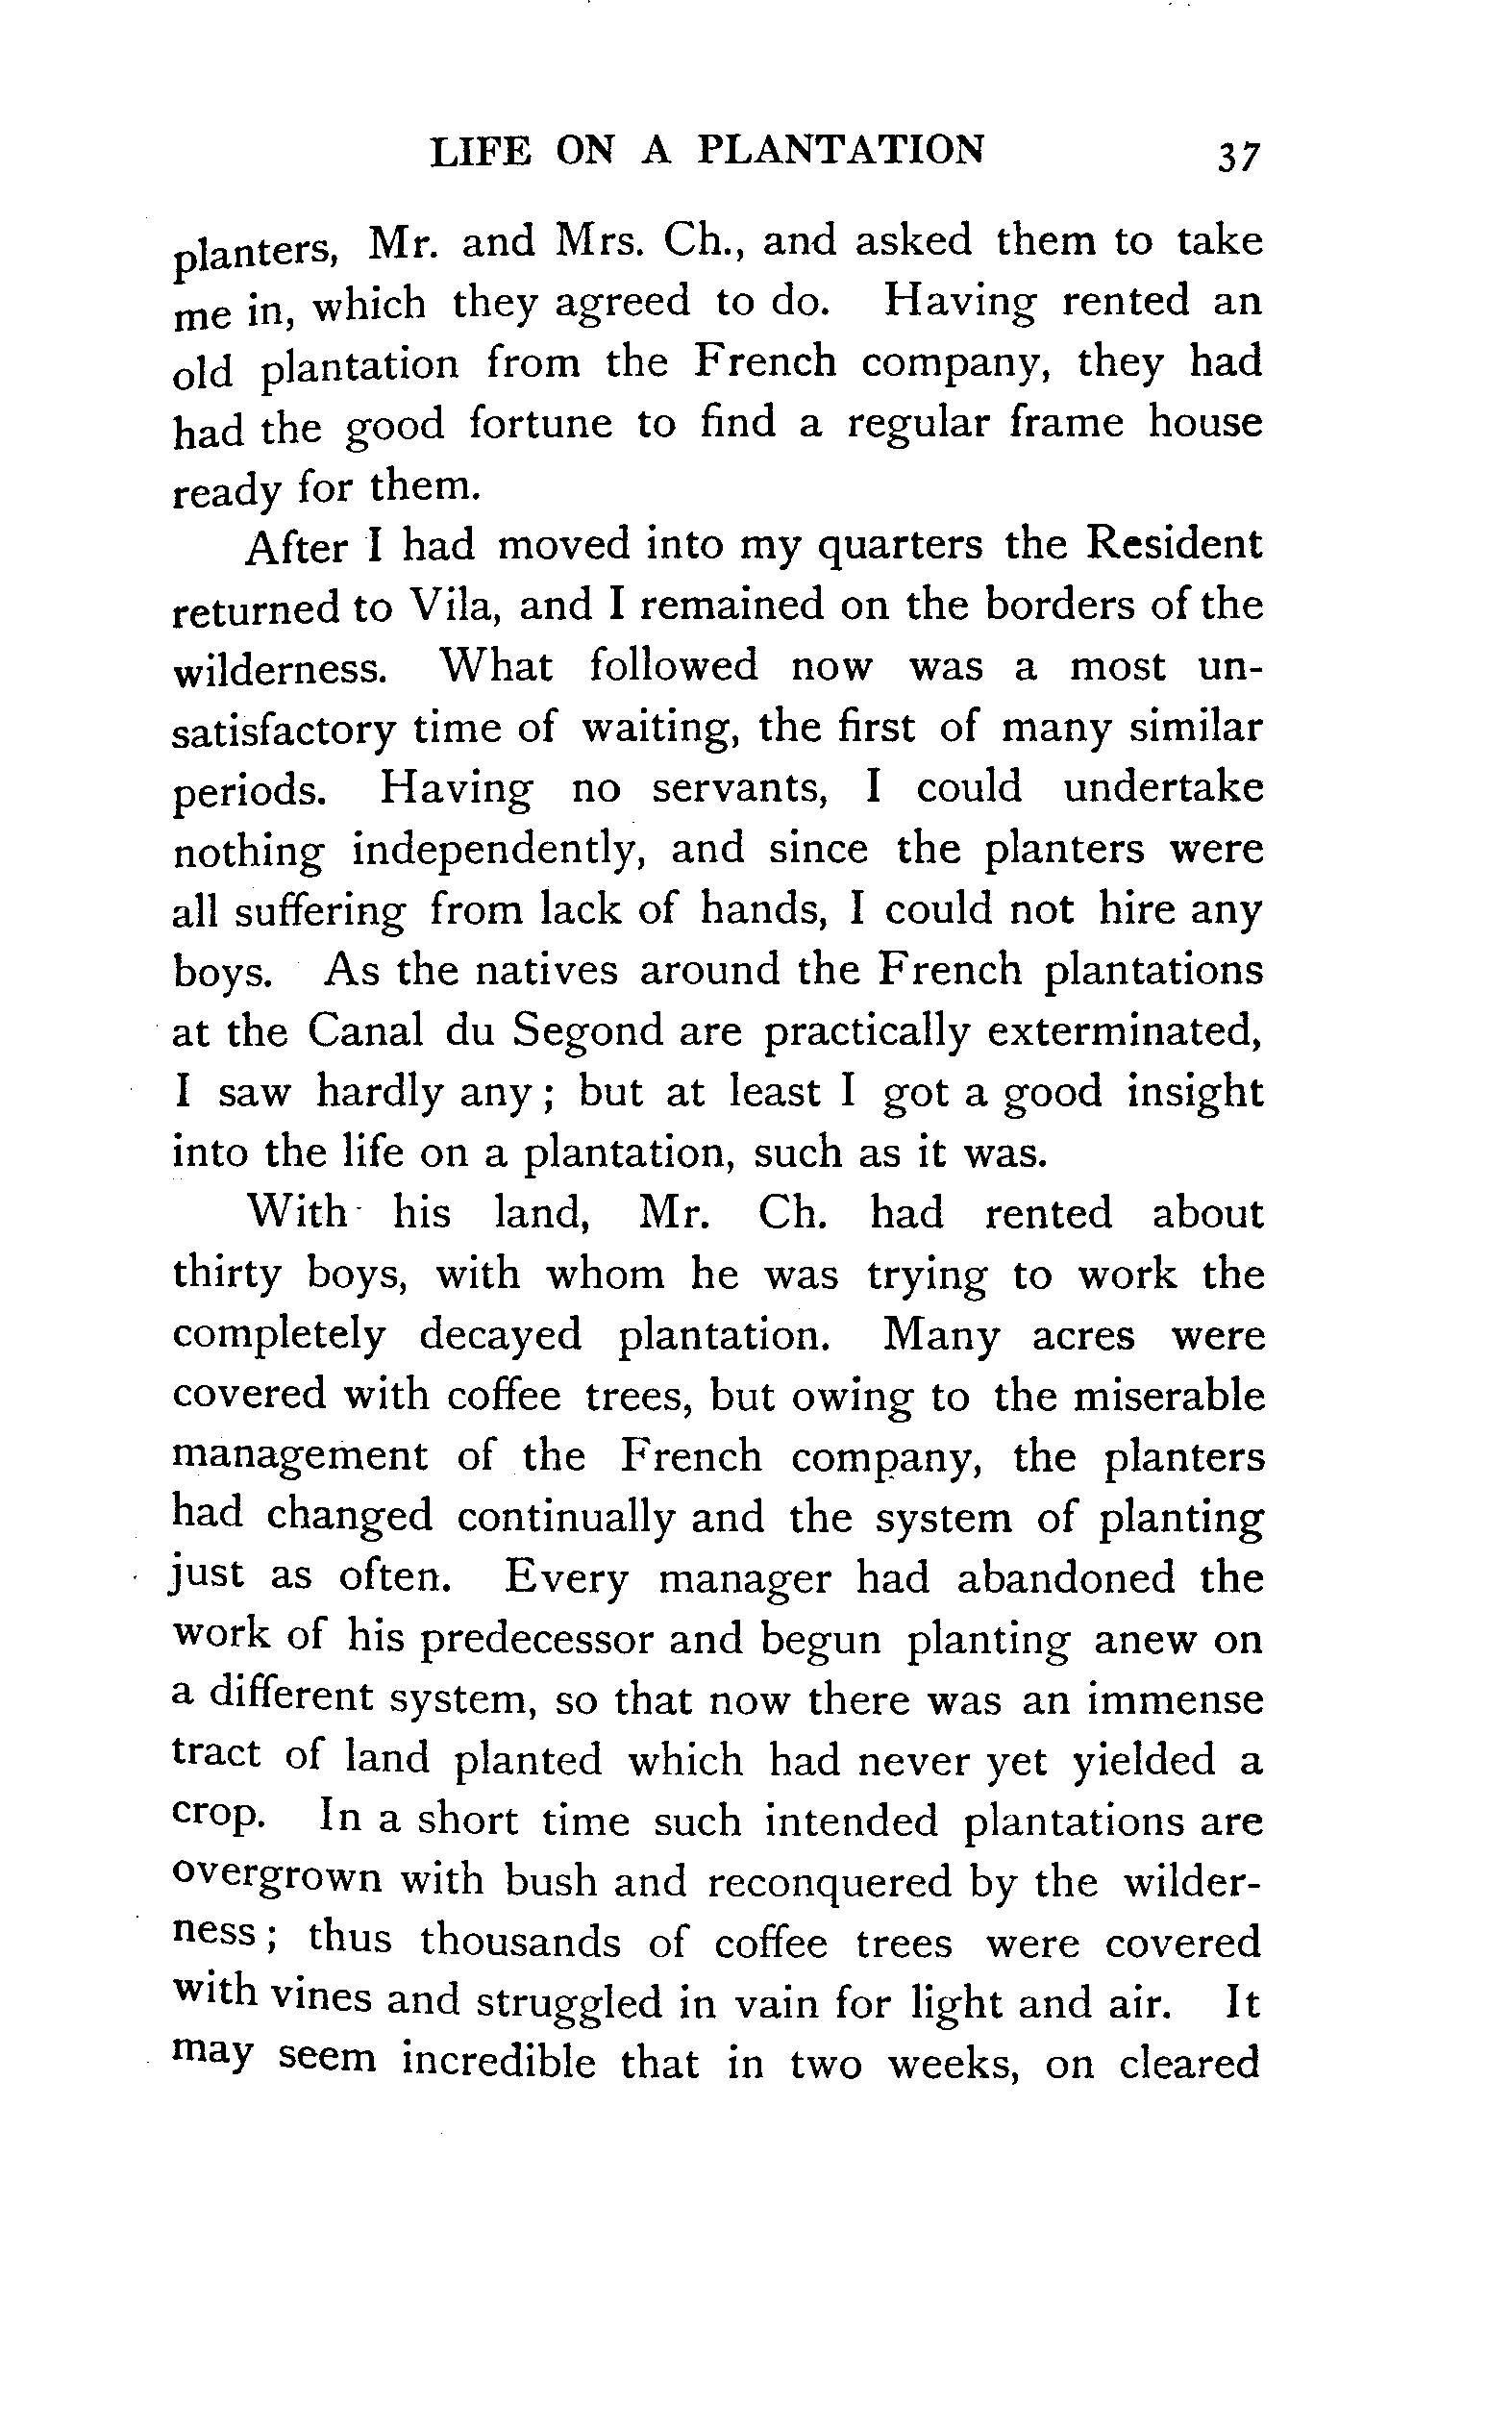 LIFE ON A PLANTATION 37
planters, Mr. and Mrs. Ch., and asked them to take
me in, which they agreed to do. Having rented an
old plantation from the French company, they had
had the good fortune to find a regular frame house
ready for them.
After I had moved into my quarters the Resident
returned to Vila, and I remained on the borders of the
wilderness. What followed now was a most un-
satisfactory time of waiting, the first of many similar
periods. Having no servants, I could undertake
nothing independently, and since the planters were
all suffering from lack of hands, I could not hire any
boys. As the natives around the French plantations
at the Canal du Segond are practically exterminated,
I saw hardly any; but at least I got a good insight
into the life on a plantation, such as it was.
With his land, Mr. Ch. had rented about
thirty boys, with whom he was trying to work the
completely decayed plantation. Many acres were
covered with coffee trees, but owing to the miserable
management of the French company, the planters
had changed continually and the system of planting
just as often. Every manager had abandoned the
work of his predecessor and begun planting anew on
a different system, so that now there was an immense
tract of land planted which had never yet yielded a
crop. In a short time such intended plantations are
overgrown with bush and reconquered by the wilder-
ness; thus thousands of coffee trees were covered
with vines and struggled in vain for light and air. It
may seem incredible that in two weeks, on cleared